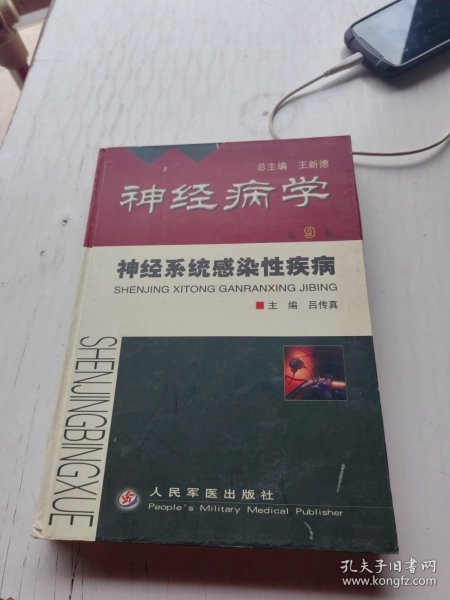 总主编 王新德
神经病学
第9卷
神经系统感染性疾病
SHENJING XITONG GANRANXING JIBING
主 编 吕传真
SHENJINGBINGXUE
人民军医出版社
People's Military Medical Publisher
孔夫子旧书网
www.kongfz.com